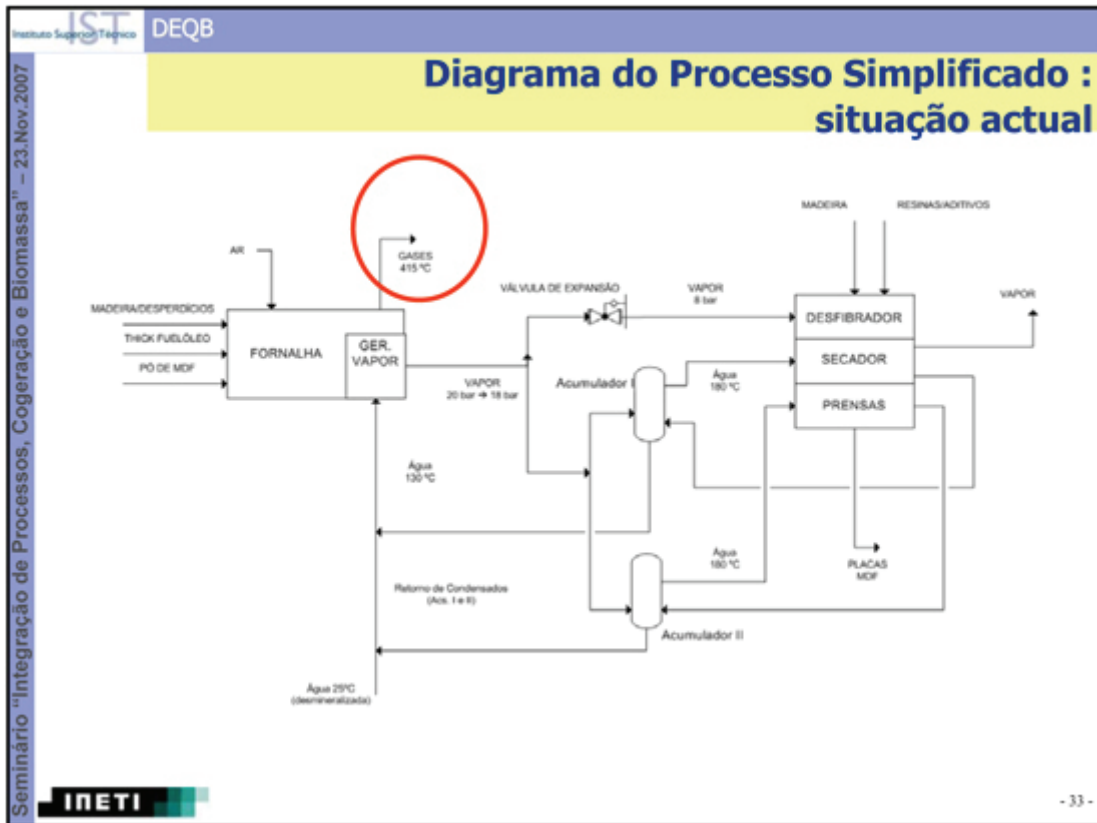 Instituto Superior Técnico
IST
DEQB
Seminário "Integração de Processos, Cogeração e Biomassa" – 23.Nov.2007
Diagrama do Processo Simplificado :
situação actual
MADEIRA
RESINAS/ADITIVOS
AR
GASES
415 ºC
VÁLVULA DE EXPANSÃO
VAPOR
8 bar
VAPOR
MADEIRA/DESPERDÍCIOS
THICK FUELÓLEO
PÓ DE MDF
FORNALHA
GER.
VAPOR
DESFIBRADOR
SECADOR
PRENSAS
VAPOR
20 bar → 18 bar
Acumulador I
Água
180 ºC
Água
130 ºC
Água
180 ºC
PLACAS
MDF
Retorno de Condensados
(Acs. I e II)
Acumulador II
Água 25ºC
(desmineralizada)
INETI
- 33 -